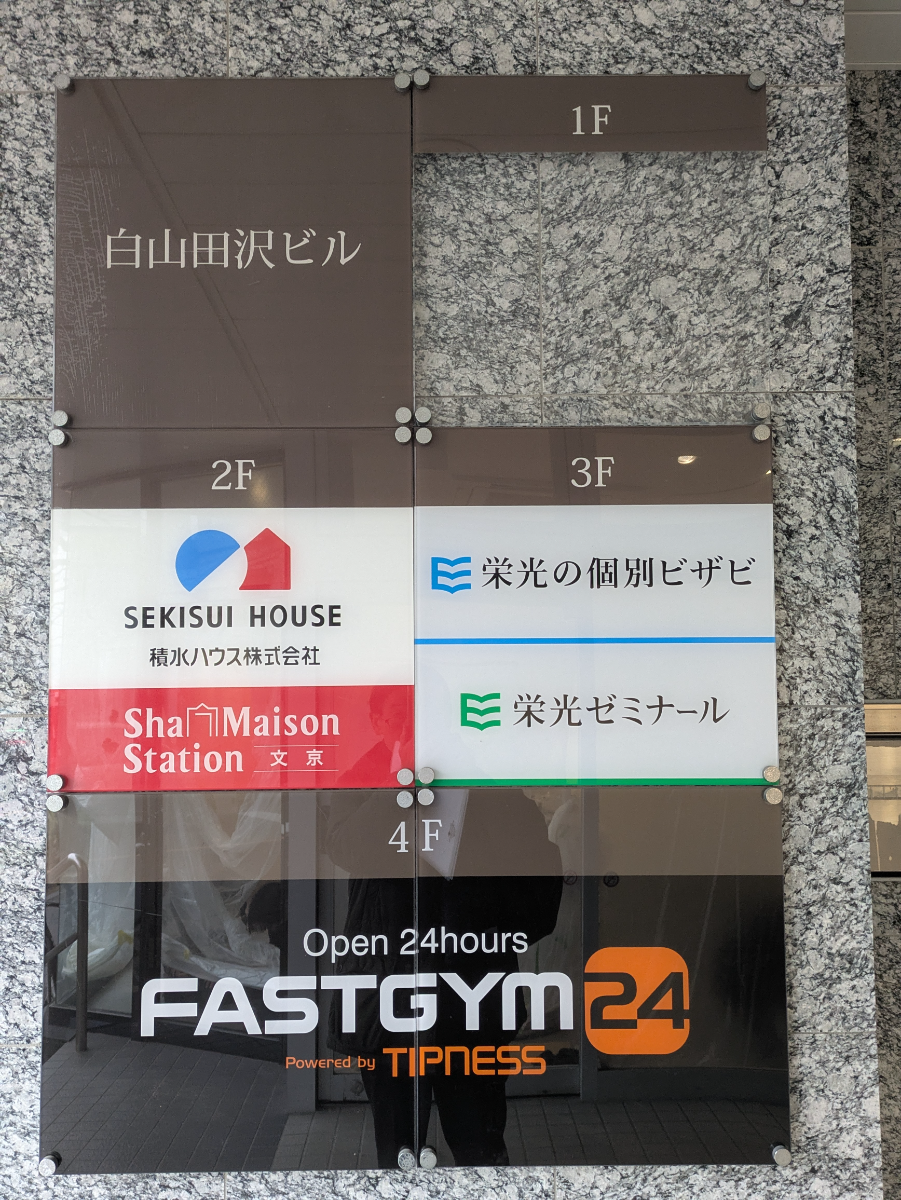 白山田沢ビル
1F
2F
SEKISUI HOUSE
積水ハウス株式会社
ShaMaison
Station 文京
3F
栄光の個別ビザビ
栄光ゼミナール
4F
Open 24hours
FASTGYM24
Powered by TIPNESS